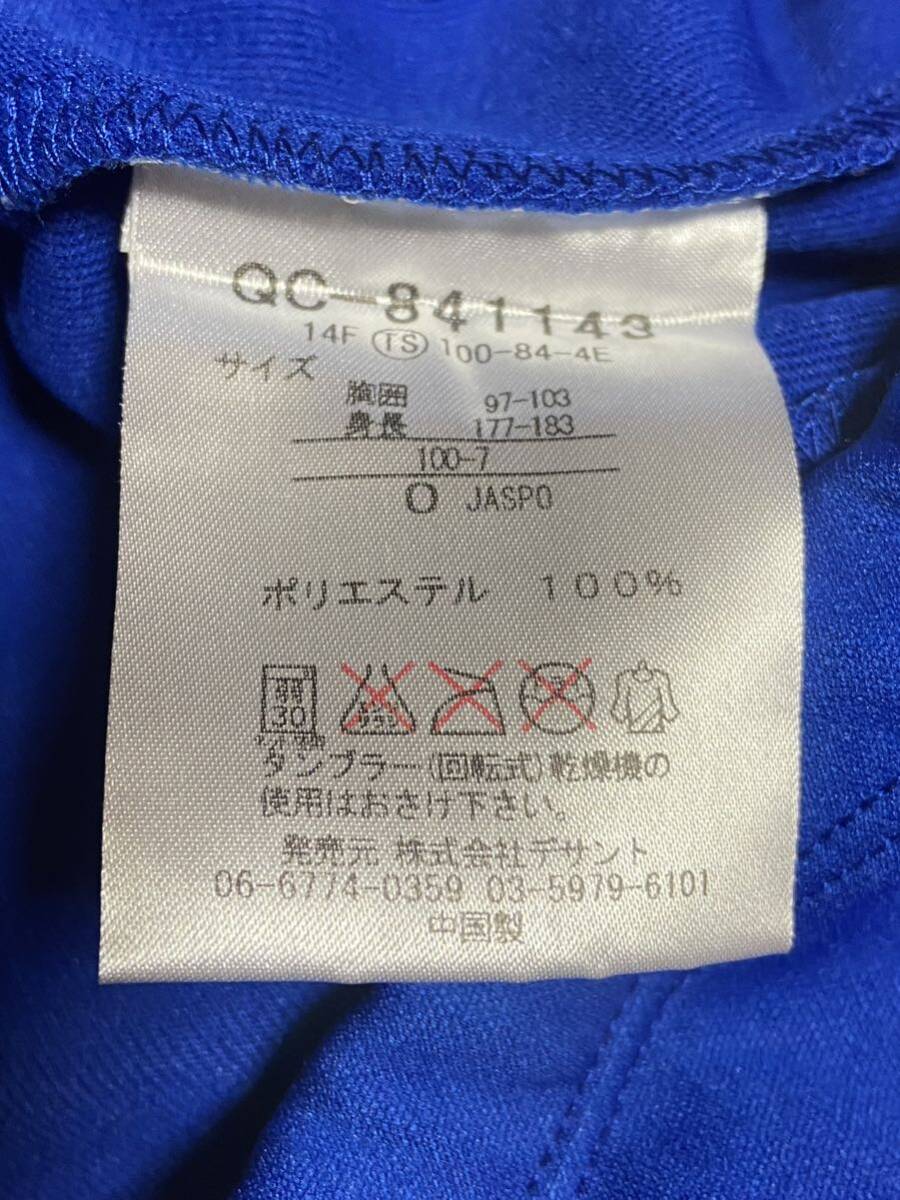 QC-841143
14F TS 100-84-4E
サイズ
胸囲 97-103
身長 177-183
100-7
O JASPO
ポリエステル 100%
弱 30
タンブラー(回転式)乾燥機の
使用はおさけ下さい。
発売元 株式会社デサント
06-6774-0359 03-5979-6101
中国製